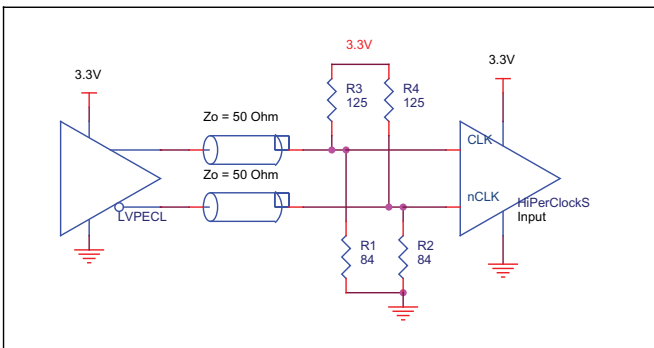 3.3V
3.3V
3.3V
R3
125
R4
125
Zo = 50 Ohm
CLK
Zo = 50 Ohm
nCLK
LVPECL
HiPerClockS
Input
R1
84
R2
84